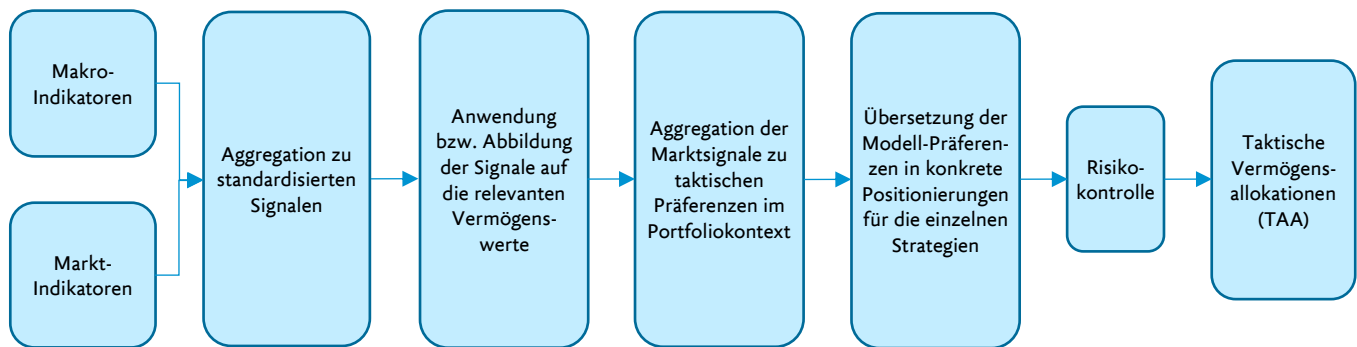 Makro-
Indikatoren
Markt-
Indikatoren
Aggregation zu
standardisierten
Signalen
Anwendung
bzw. Abbildung
der Signale auf
die relevanten
Vermögens-
werte
Aggregation der
Marktsignale zu
taktischen
Präferenzen im
Portfoliokontext
Übersetzung der
Modell-Präferen-
zen in konkrete
Positionierungen
für die einzelnen
Strategien
Risiko-
kontrolle
Taktische
Vermögens-
allokationen
(TAA)